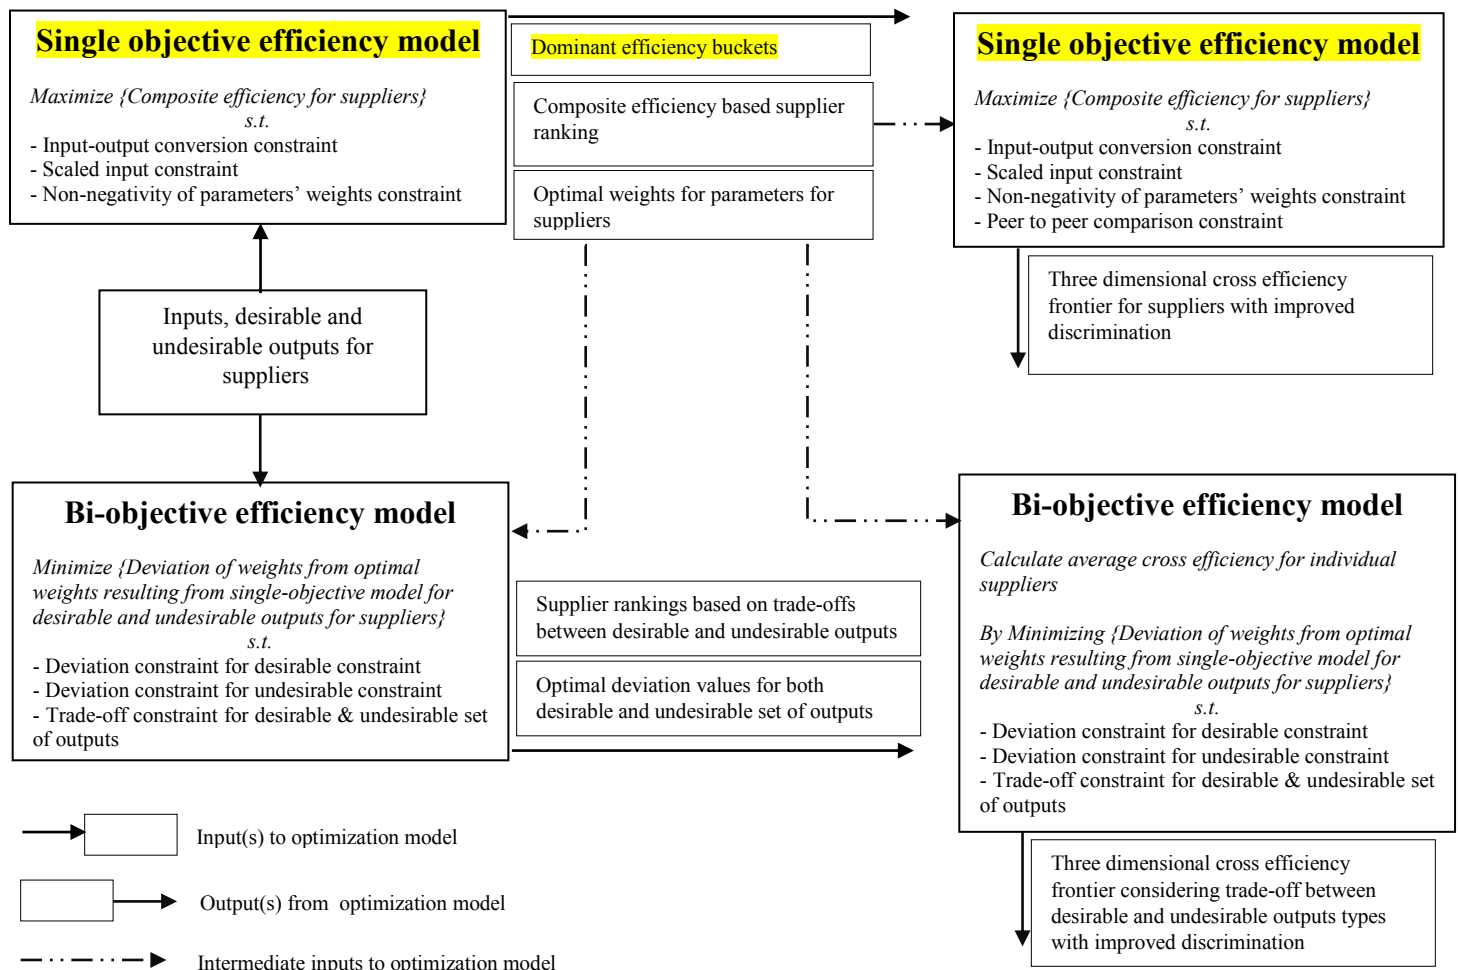 Single objective efficiency model
Maximize {Composite efficiency for suppliers}
s.t.
- Input-output conversion constraint
- Scaled input constraint
- Non-negativity of parameters’ weights constraint
Dominant efficiency buckets
Composite efficiency based supplier
ranking
Optimal weights for parameters for
suppliers
Single objective efficiency model
Maximize {Composite efficiency for suppliers}
s.t.
- Input-output conversion constraint
- Scaled input constraint
- Non-negativity of parameters’ weights constraint
- Peer to peer comparison constraint
Three dimensional cross efficiency
frontier for suppliers with improved
discrimination
Inputs, desirable and
undesirable outputs for
suppliers
Bi-objective efficiency model
Minimize {Deviation of weights from optimal
weights resulting from single-objective model for
desirable and undesirable outputs for suppliers}
s.t.
- Deviation constraint for desirable constraint
- Deviation constraint for undesirable constraint
- Trade-off constraint for desirable & undesirable set
of outputs
Supplier rankings based on trade-offs
between desirable and undesirable outputs
Optimal deviation values for both
desirable and undesirable set of outputs
Bi-objective efficiency model
Calculate average cross efficiency for individual
suppliers
By Minimizing {Deviation of weights from optimal
weights resulting from single-objective model for
desirable and undesirable outputs for suppliers}
s.t.
- Deviation constraint for desirable constraint
- Deviation constraint for undesirable constraint
- Trade-off constraint for desirable & undesirable set
of outputs
Three dimensional cross efficiency
frontier considering trade-off between
desirable and undesirable outputs types
with improved discrimination
Input(s) to optimization model
Output(s) from optimization model
Intermediate inputs to optimization model